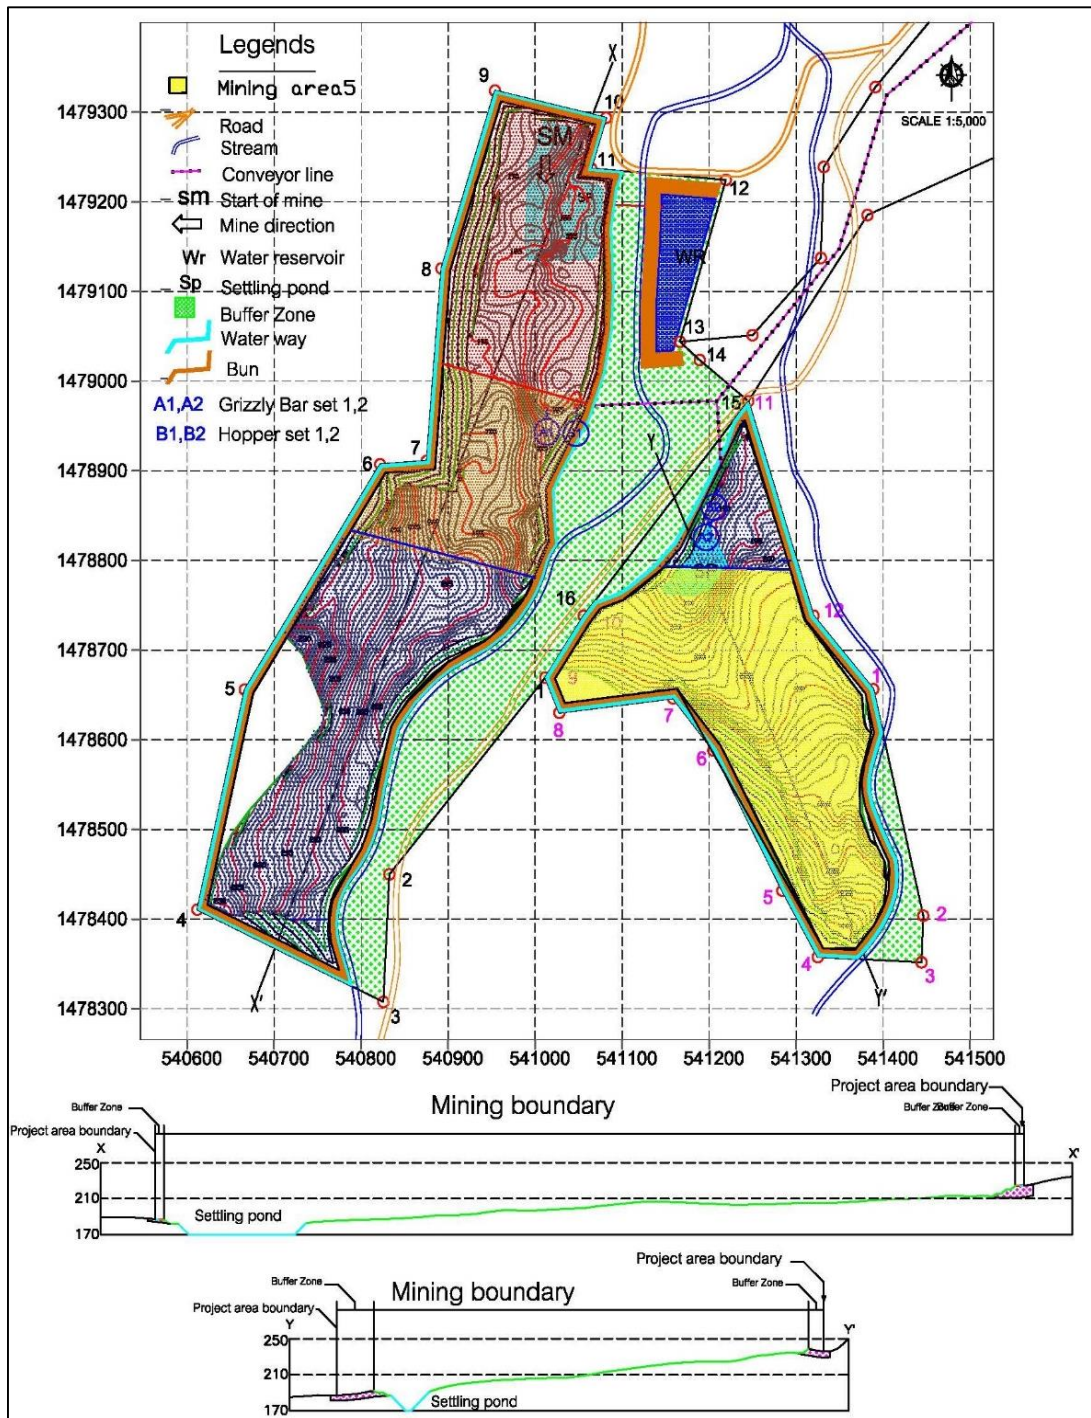 Legends
Mining area5
Road
Stream
Conveyor line
sm Start of mine
Mine direction
Wr Water reservoir
Sp Settling pond
Buffer Zone
Water way
Bun
A1,A2 Grizzly Bar set 1,2
B1,B2 Hopper set 1,2
SCALE 1:5,000
X
9
10
SM
11
12
8
WR
13
14
15
11
7
6
Y
16
12
10
5
1
9
1
8
7
6
2
5
4
2
4
3
3
X'
Y'
1479300
1479200
1479100
1479000
1478900
1478800
1478700
1478600
1478500
1478400
1478300
540600 540700 540800 540900 541000 541100 541200 541300 541400 541500
Mining boundary
Project area boundary
Buffer Zone
Buffer Zone
Project area boundary
X
X'
250
210
170
Settling pond
Mining boundary
Project area boundary
Buffer Zone
Buffer Zone
Project area boundary
Y
Y'
250
210
170
Settling pond